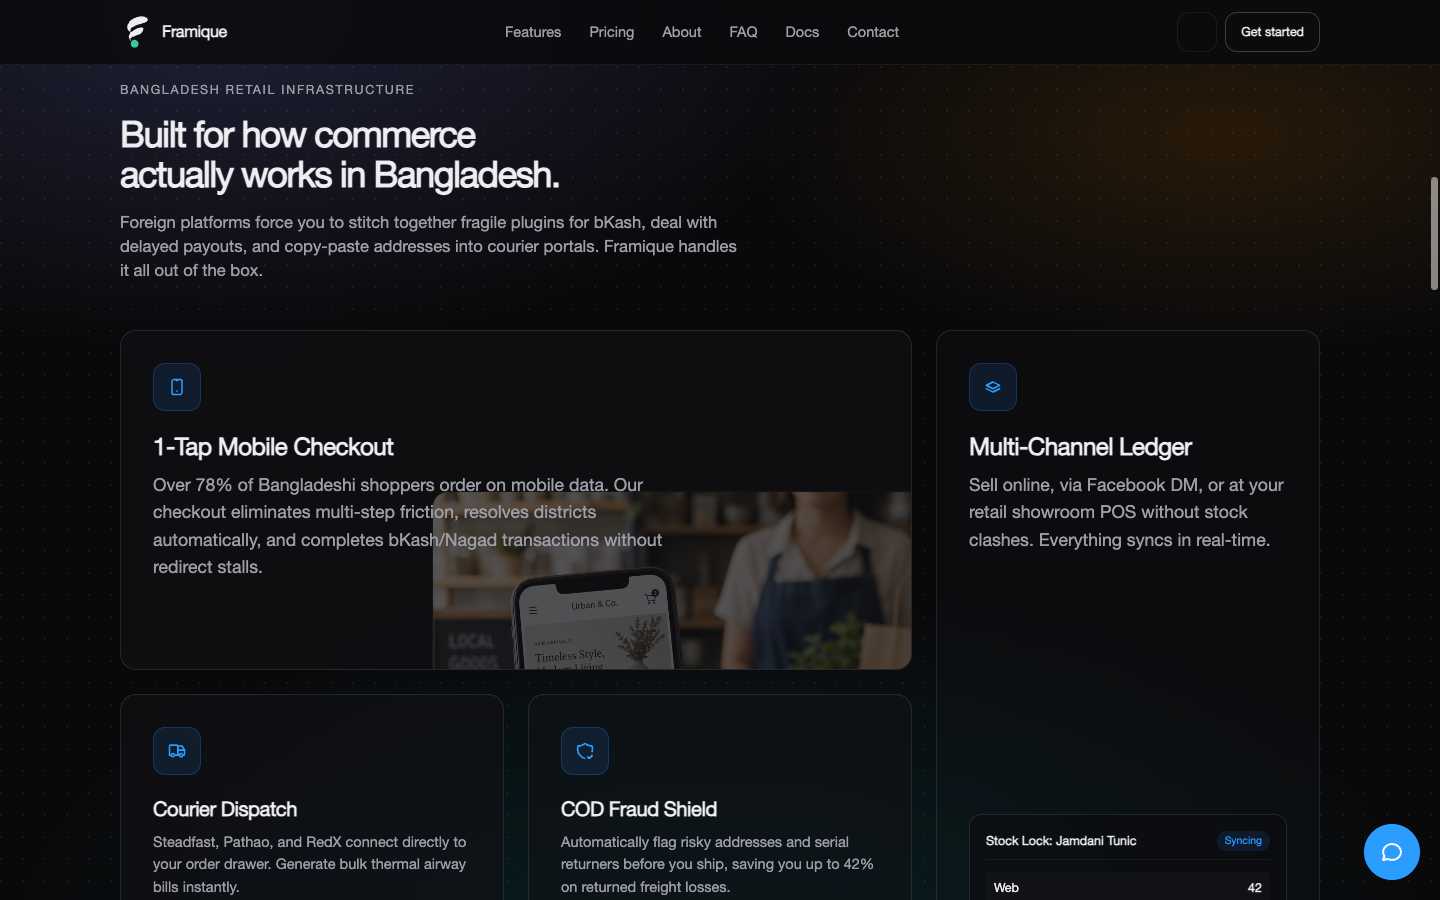 Framique
Features
Pricing
About
FAQ
Docs
Contact
Get started
BANGLADESH RETAIL INFRASTRUCTURE
Built for how commerce
actually works in Bangladesh.
Foreign platforms force you to stitch together fragile plugins for bKash, deal with
delayed payouts, and copy-paste addresses into courier portals. Framique handles
it all out of the box.
1-Tap Mobile Checkout
Over 78% of Bangladeshi shoppers order on mobile data. Our
checkout eliminates multi-step friction, resolves districts
automatically, and completes bKash/Nagad transactions without
redirect stalls.
Urban & Co.
LOCAL
GOODS
Timeless Style,
Multi-Channel Ledger
Sell online, via Facebook DM, or at your
retail showroom POS without stock
clashes. Everything syncs in real-time.
Courier Dispatch
Steadfast, Pathao, and RedX connect directly to
your order drawer. Generate bulk thermal airway
bills instantly.
COD Fraud Shield
Automatically flag risky addresses and serial
returners before you ship, saving you up to 42%
on returned freight losses.
Stock Lock: Jamdani Tunic
Syncing
Web
42